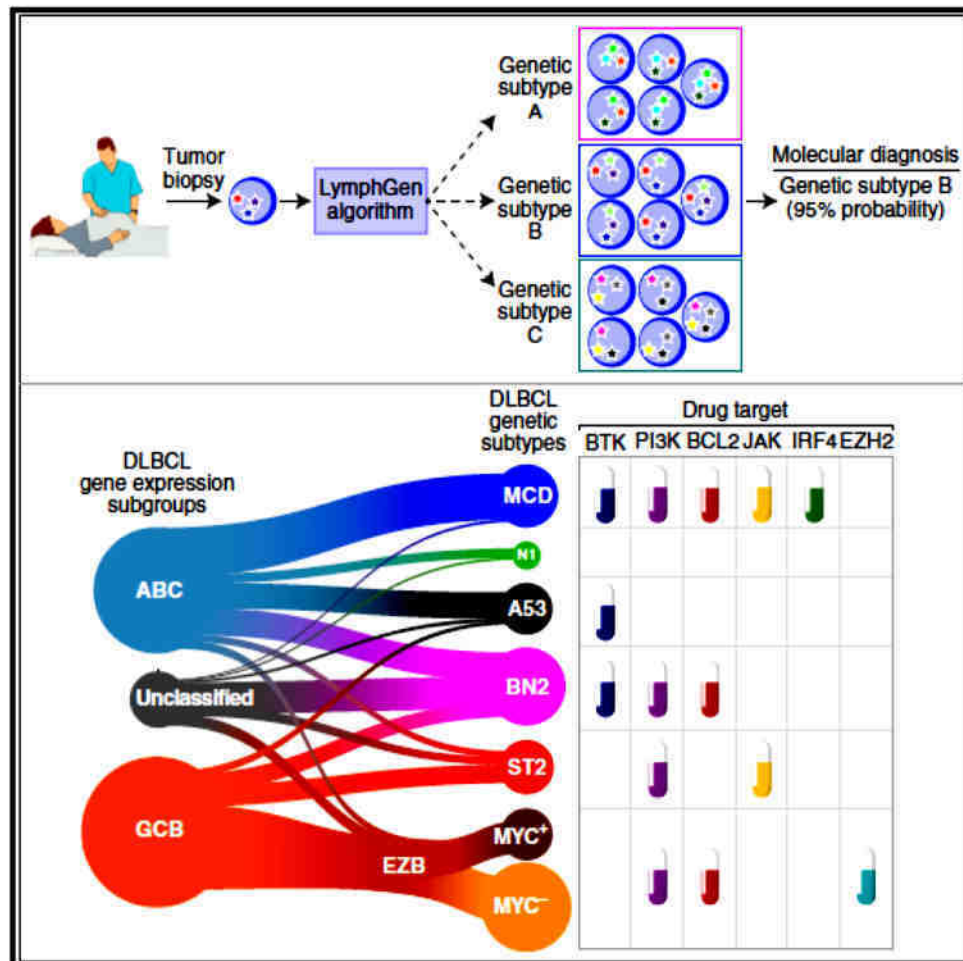 Tumor
biopsy
LymphGen
algorithm
Genetic
subtype
A
Genetic
subtype
B
Genetic
subtype
C
Molecular diagnosis
Genetic subtype B
(95% probability)
DLBCL
gene expression
subgroups
DLBCL
genetic
subtypes
Drug target
BTK PI3K BCL2 JAK IRF4 EZH2
ABC
Unclassified
GCB
EZB
MCD
N1
A53
BN2
ST2
MYC⁺
MYC⁻